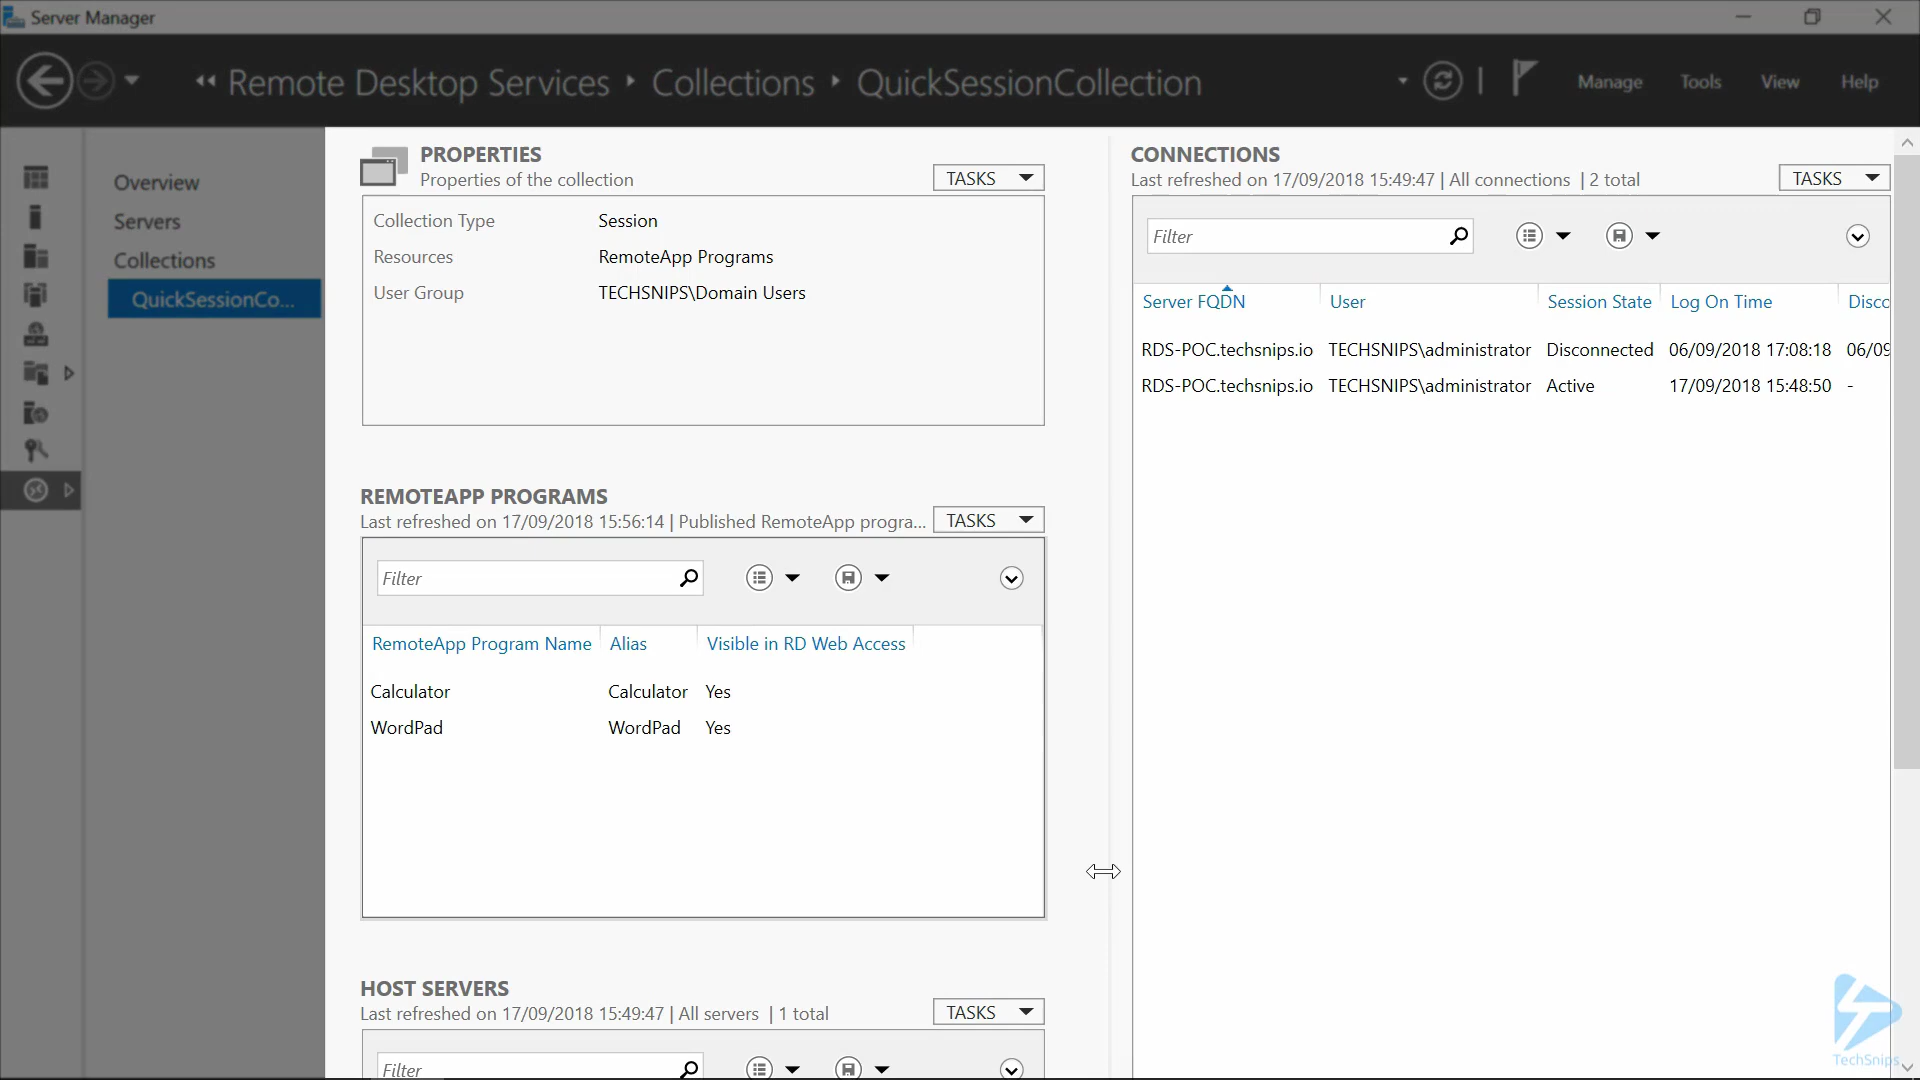 Server Manager
Remote Desktop Services
Collections
QuickSessionCollection
Manage
Tools
View
Help
Overview
Servers
Collections
QuickSessionCo...
PROPERTIES
Properties of the collection
TASKS
Collection Type Session
Resources RemoteApp Programs
User Group TECHSNIPS\Domain Users
REMOTEAPP PROGRAMS
Last refreshed on 17/09/2018 15:56:14 | Published RemoteApp progra...
TASKS
Filter
RemoteApp Program Name Alias Visible in RD Web Access
Calculator Calculator Yes
WordPad WordPad Yes
HOST SERVERS
Last refreshed on 17/09/2018 15:49:47 | All servers | 1 total
TASKS
Filter
CONNECTIONS
Last refreshed on 17/09/2018 15:49:47 | All connections | 2 total
TASKS
Filter
Server FQDN User Session State Log On Time Disco
RDS-POC.techsnips.io TECHSNIPS\administrator Disconnected 06/09/2018 17:08:18 06/09
RDS-POC.techsnips.io TECHSNIPS\administrator Active 17/09/2018 15:48:50 -
TechSnips